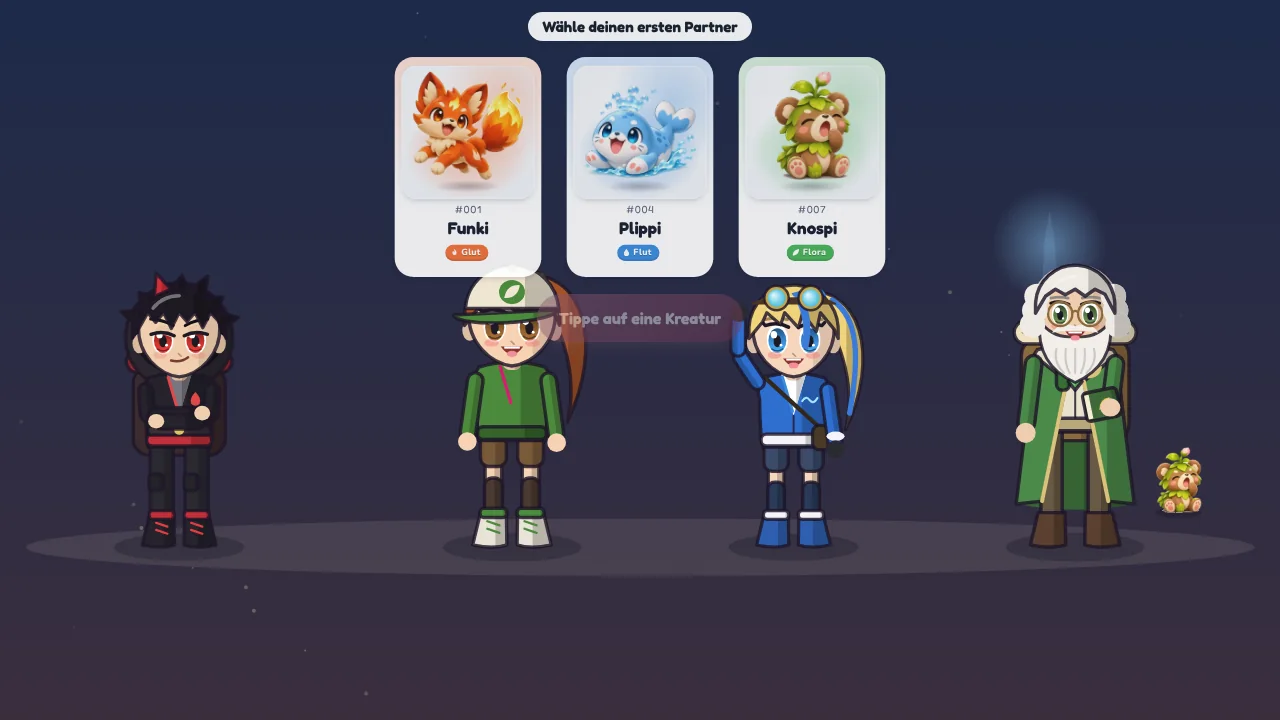 Wähle deinen ersten Partner
#001
Funki
Glut
#004
Plippi
Flut
#007
Knospi
Flora
Tippe auf eine Kreatur